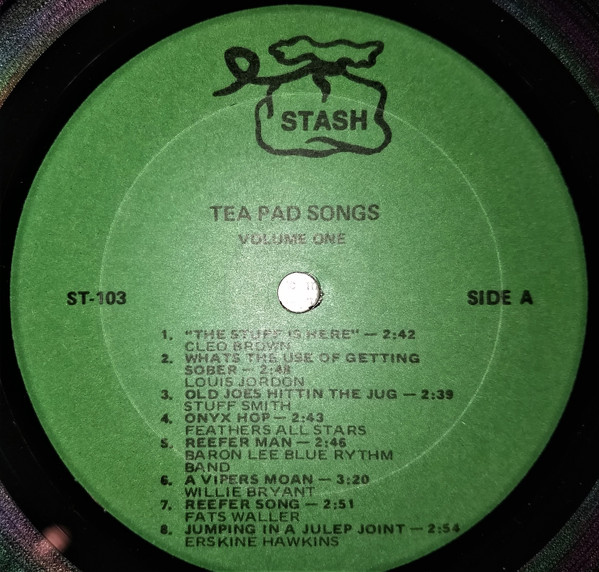 STASH
TEA PAD SONGS
VOLUME ONE
ST-103
SIDE A
1. "THE STUFF IS HERE" — 2:42
CLEO BROWN
2. WHATS THE USE OF GETTING
SOBER — 2:48
LOUIS JORDON
3. OLD JOES HITTIN THE JUG — 2:39
STUFF SMITH
4. ONYX HOP — 2:43
FEATHERS ALL STARS
5. REEFER MAN — 2:46
BARON LEE BLUE RYTHM
BAND
6. A VIPERS MOAN — 3:20
WILLIE BRYANT
7. REEFER SONG — 2:51
FATS WALLER
8. JUMPING IN A JULEP JOINT — 2:54
ERSKINE HAWKINS